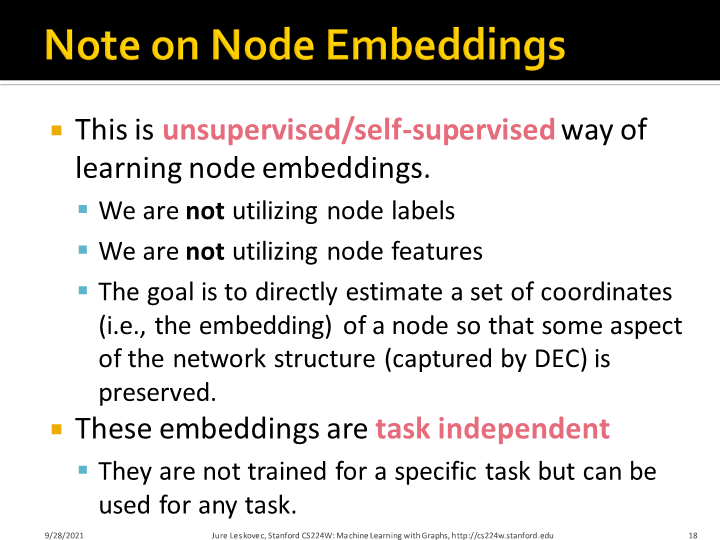 Note on Node Embeddings
This is unsupervised/self-supervised way of
learning node embeddings.
We are not utilizing node labels
We are not utilizing node features
The goal is to directly estimate a set of coordinates
(i.e., the embedding) of a node so that some aspect
of the network structure (captured by DEC) is
preserved.
These embeddings are task independent
They are not trained for a specific task but can be
used for any task.
9/28/2021 Jure Leskovec, Stanford CS224W: Machine Learning with Graphs, http://cs224w.stanford.edu 18